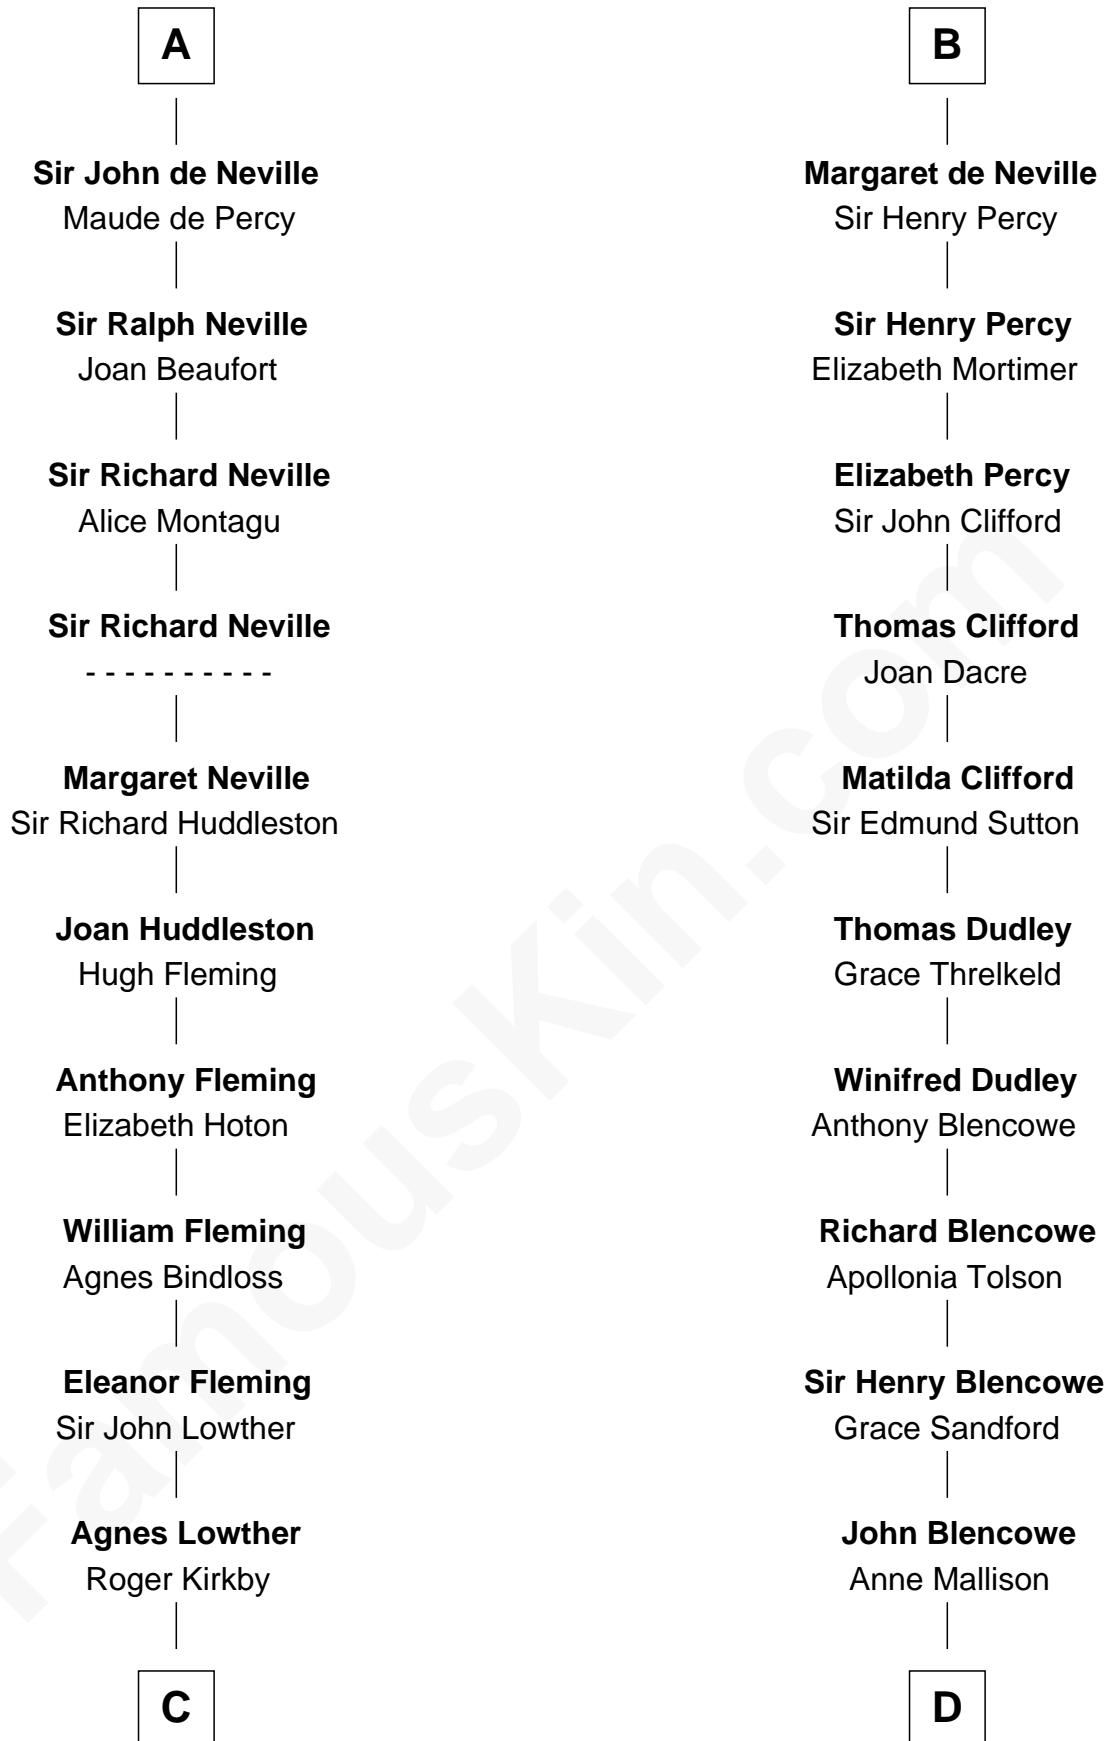 A
Sir John de Neville
Maude de Percy
Sir Ralph Neville
Joan Beaufort
Sir Richard Neville
Alice Montagu
Sir Richard Neville
- - - - - - - - - -
Margaret Neville
Sir Richard Huddleston
Joan Huddleston
Hugh Fleming
Anthony Fleming
Elizabeth Hoton
William Fleming
Agnes Bindloss
Eleanor Fleming
Sir John Lowther
Agnes Lowther
Roger Kirkby
C
B
Margaret de Neville
Sir Henry Percy
Sir Henry Percy
Elizabeth Mortimer
Elizabeth Percy
Sir John Clifford
Thomas Clifford
Joan Dacre
Matilda Clifford
Sir Edmund Sutton
Thomas Dudley
Grace Threlkeld
Winifred Dudley
Anthony Blencowe
Richard Blencowe
Apollonia Tolson
Sir Henry Blencowe
Grace Sandford
John Blencowe
Anne Mallison
D
FamousKin.com